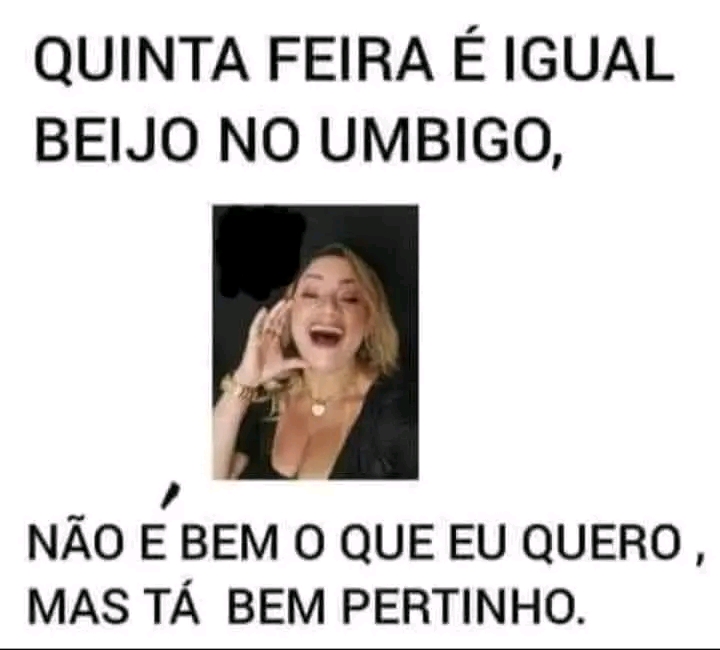 QUINTA FEIRA É IGUAL
BEIJO NO UMBIGO,
NÃO É BEM O QUE EU QUERO ,
MAS TÁ BEM PERTINHO.